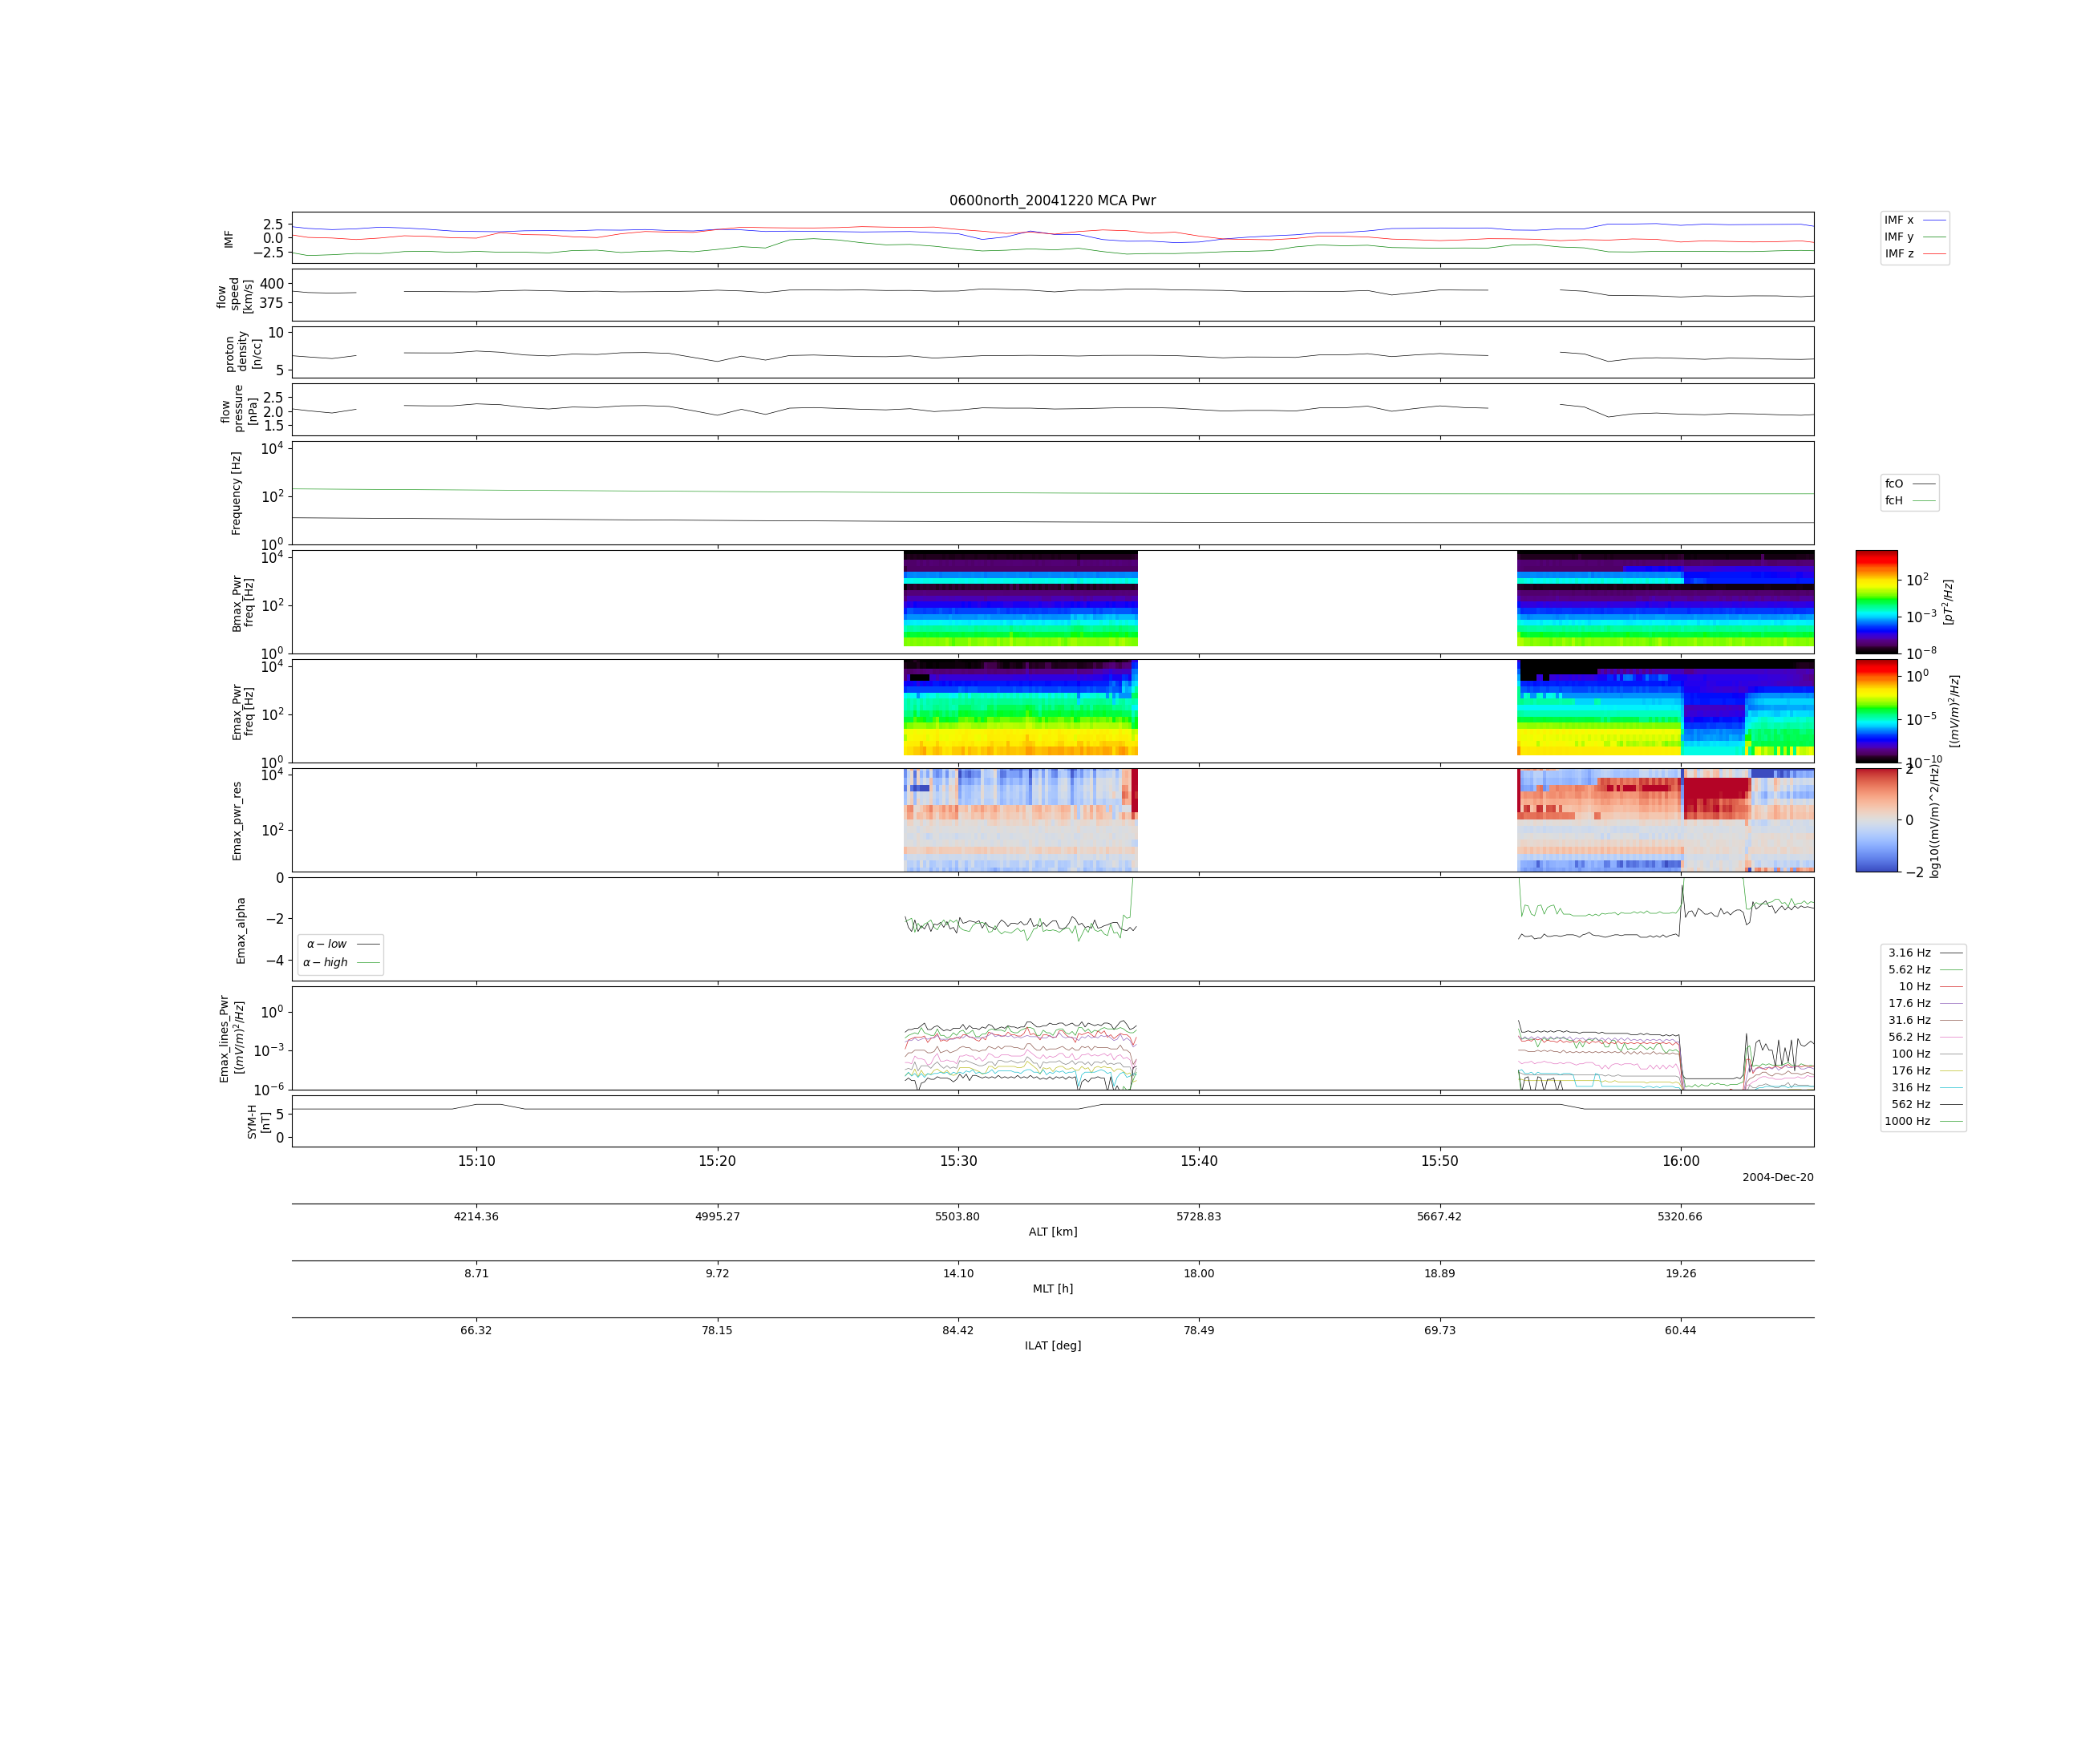 0600north_20041220 MCA Pwr
IMF
2.5
0.0
−2.5
IMF x
IMF y
IMF z
flow
speed
[km/s]
400
375
proton
density
[n/cc]
10
5
flow
pressure
[nPa]
2.5
2.0
1.5
Frequency [Hz]
10^4
10^2
10^0
fcO
fcH
Bmax_Pwr
freq [Hz]
10^4
10^2
10^0
10^2
10^−3
10^−8
[pT^2/Hz]
Emax_Pwr
freq [Hz]
10^4
10^2
10^0
10^0
10^−5
10^−10
[(mV/m)^2/Hz]
Emax_pwr_res
10^4
10^2
2
0
−2
log10((mV/m)^2/Hz)
Emax_alpha
0
−2
−4
α − low
α − high
Emax_lines_Pwr
[(mV/m)^2/Hz]
10^0
10^−3
10^−6
3.16 Hz
5.62 Hz
10 Hz
17.6 Hz
31.6 Hz
56.2 Hz
100 Hz
176 Hz
316 Hz
562 Hz
1000 Hz
SYM-H
[nT]
5
0
15:10 15:20 15:30 15:40 15:50 16:00
2004-Dec-20
4214.36 4995.27 5503.80 5728.83 5667.42 5320.66
ALT [km]
8.71 9.72 14.10 18.00 18.89 19.26
MLT [h]
66.32 78.15 84.42 78.49 69.73 60.44
ILAT [deg]